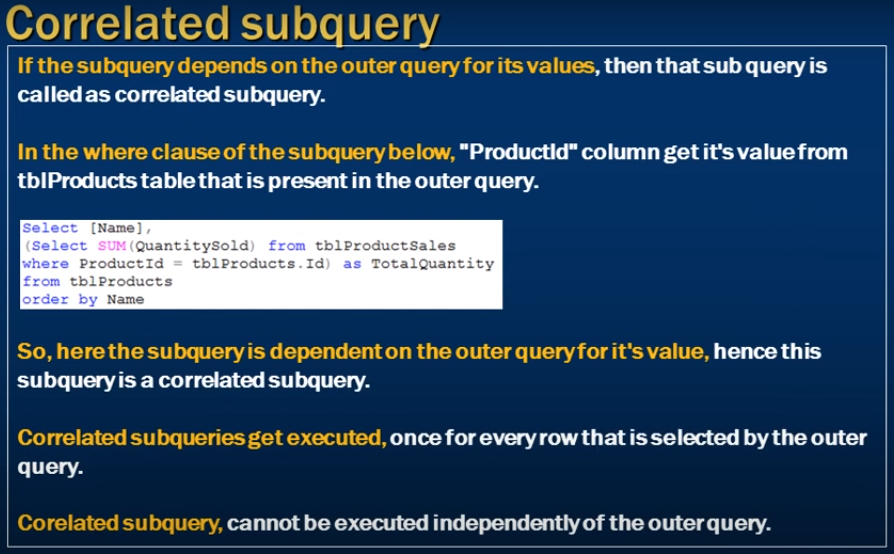 Correlated subquery
If the subquery depends on the outer query for its values, then that sub query is
called as correlated subquery.
In the where clause of the subquery below, "ProductId" column get it's value from
tblProducts table that is present in the outer query.
Select [Name],
(Select SUM(QuantitySold) from tblProductSales
where ProductId = tblProducts.Id) as TotalQuantity
from tblProducts
order by Name
So, here the subquery is dependent on the outer query for it's value, hence this
subquery is a correlated subquery.
Correlated subqueries get executed, once for every row that is selected by the outer
query.
Corelated subquery, cannot be executed independently of the outer query.